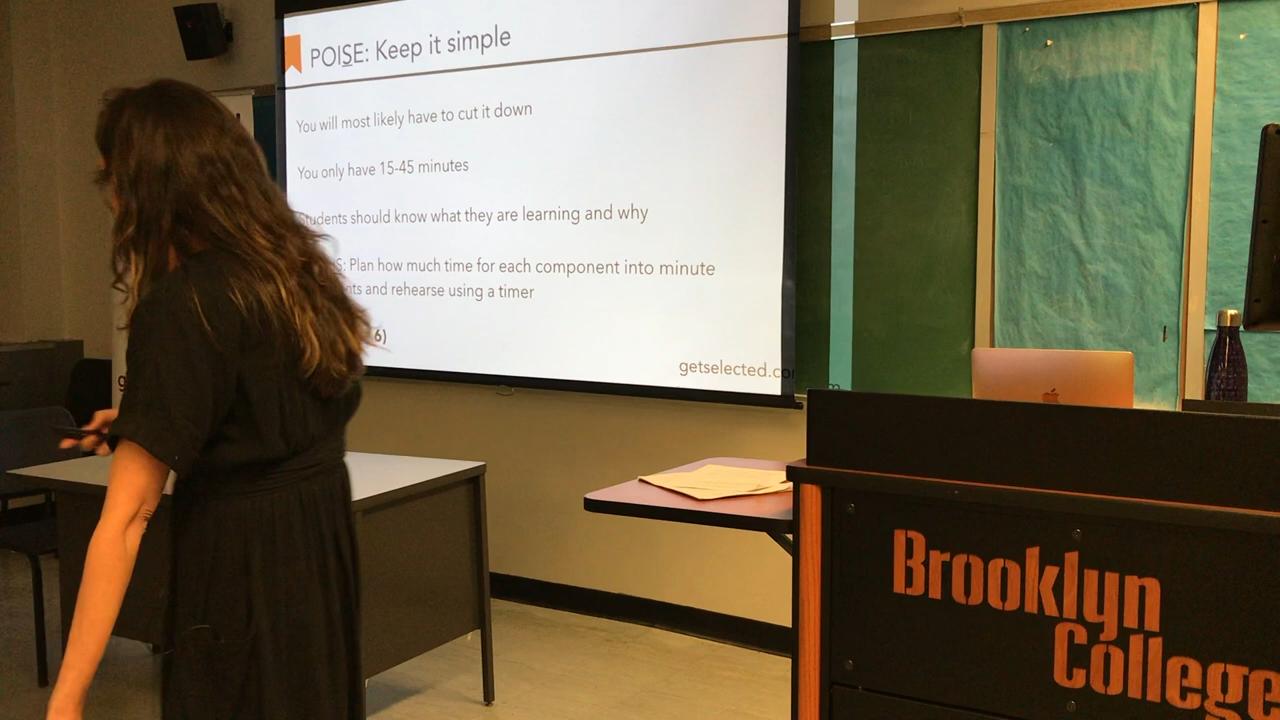 POISE: Keep it simple
You will most likely have to cut it down
You only have 15-45 minutes
Students should know what they are learning and why
S: Plan how much time for each component into minute
nts and rehearse using a timer
6)
getselected.com
Brooklyn
College